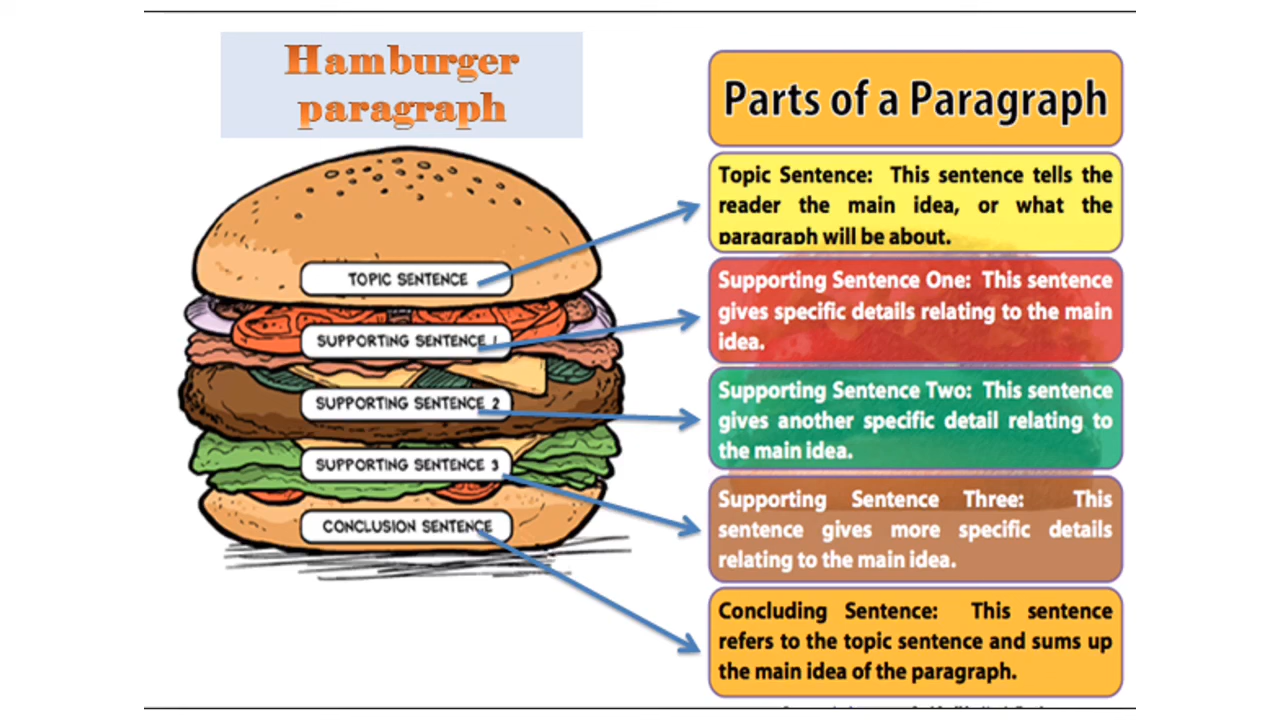 Hamburger
paragraph
TOPIC SENTENCE
SUPPORTING SENTENCE 1
SUPPORTING SENTENCE 2
SUPPORTING SENTENCE 3
CONCLUSION SENTENCE
Parts of a Paragraph
Topic Sentence: This sentence tells the
reader the main idea, or what the
paragraph will be about.
Supporting Sentence One: This sentence
gives specific details relating to the main
idea.
Supporting Sentence Two: This sentence
gives another specific detail relating to
the main idea.
Supporting Sentence Three: This
sentence gives more specific details
relating to the main idea.
Concluding Sentence: This sentence
refers to the topic sentence and sums up
the main idea of the paragraph.